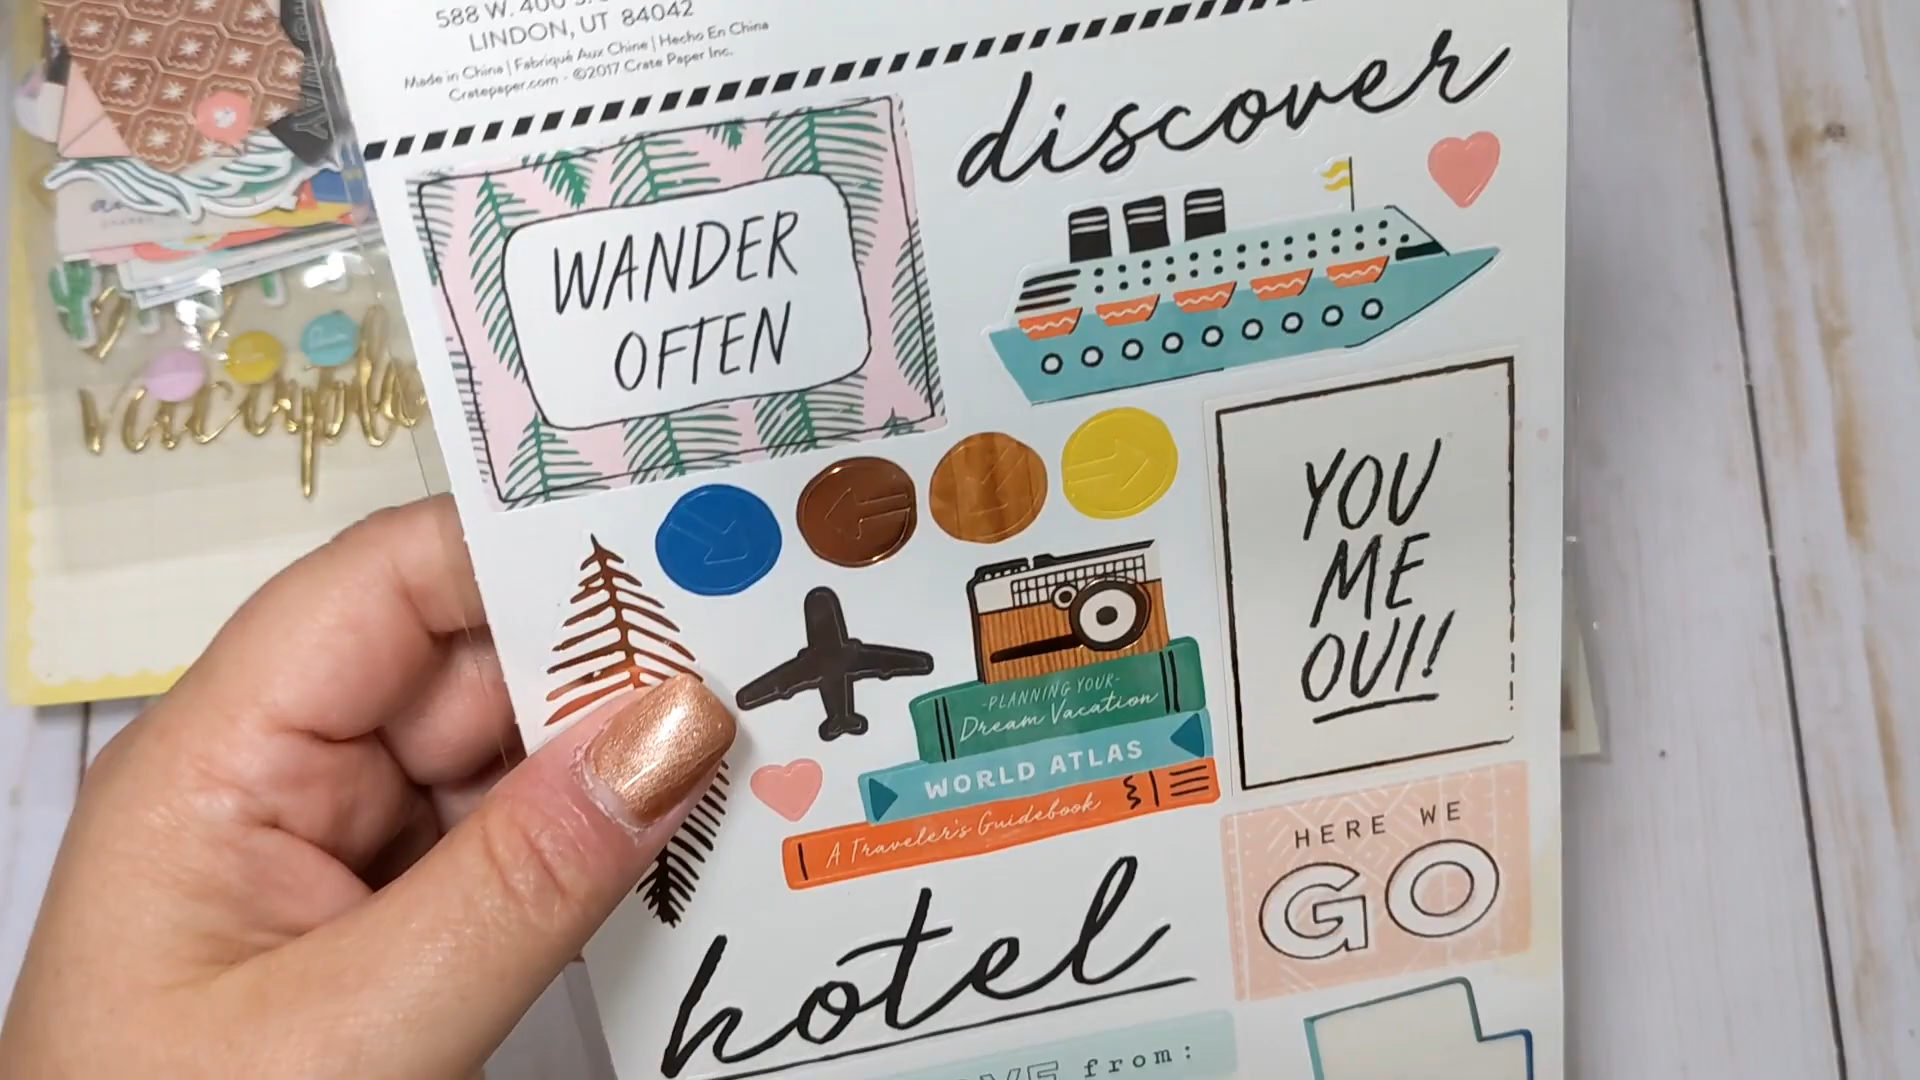 588 W. 400
LINDON, UT 84042
Made in China | Fabriqué Aux Chine | Hecho En China
Cratepaper.com - ©2017 Crate Paper Inc.
discover
WANDER
OFTEN
YOU
ME
OUI!
-PLANNING YOUR-
Dream Vacation
WORLD ATLAS
A Traveler's Guidebook
HERE WE
GO
hotel
from: